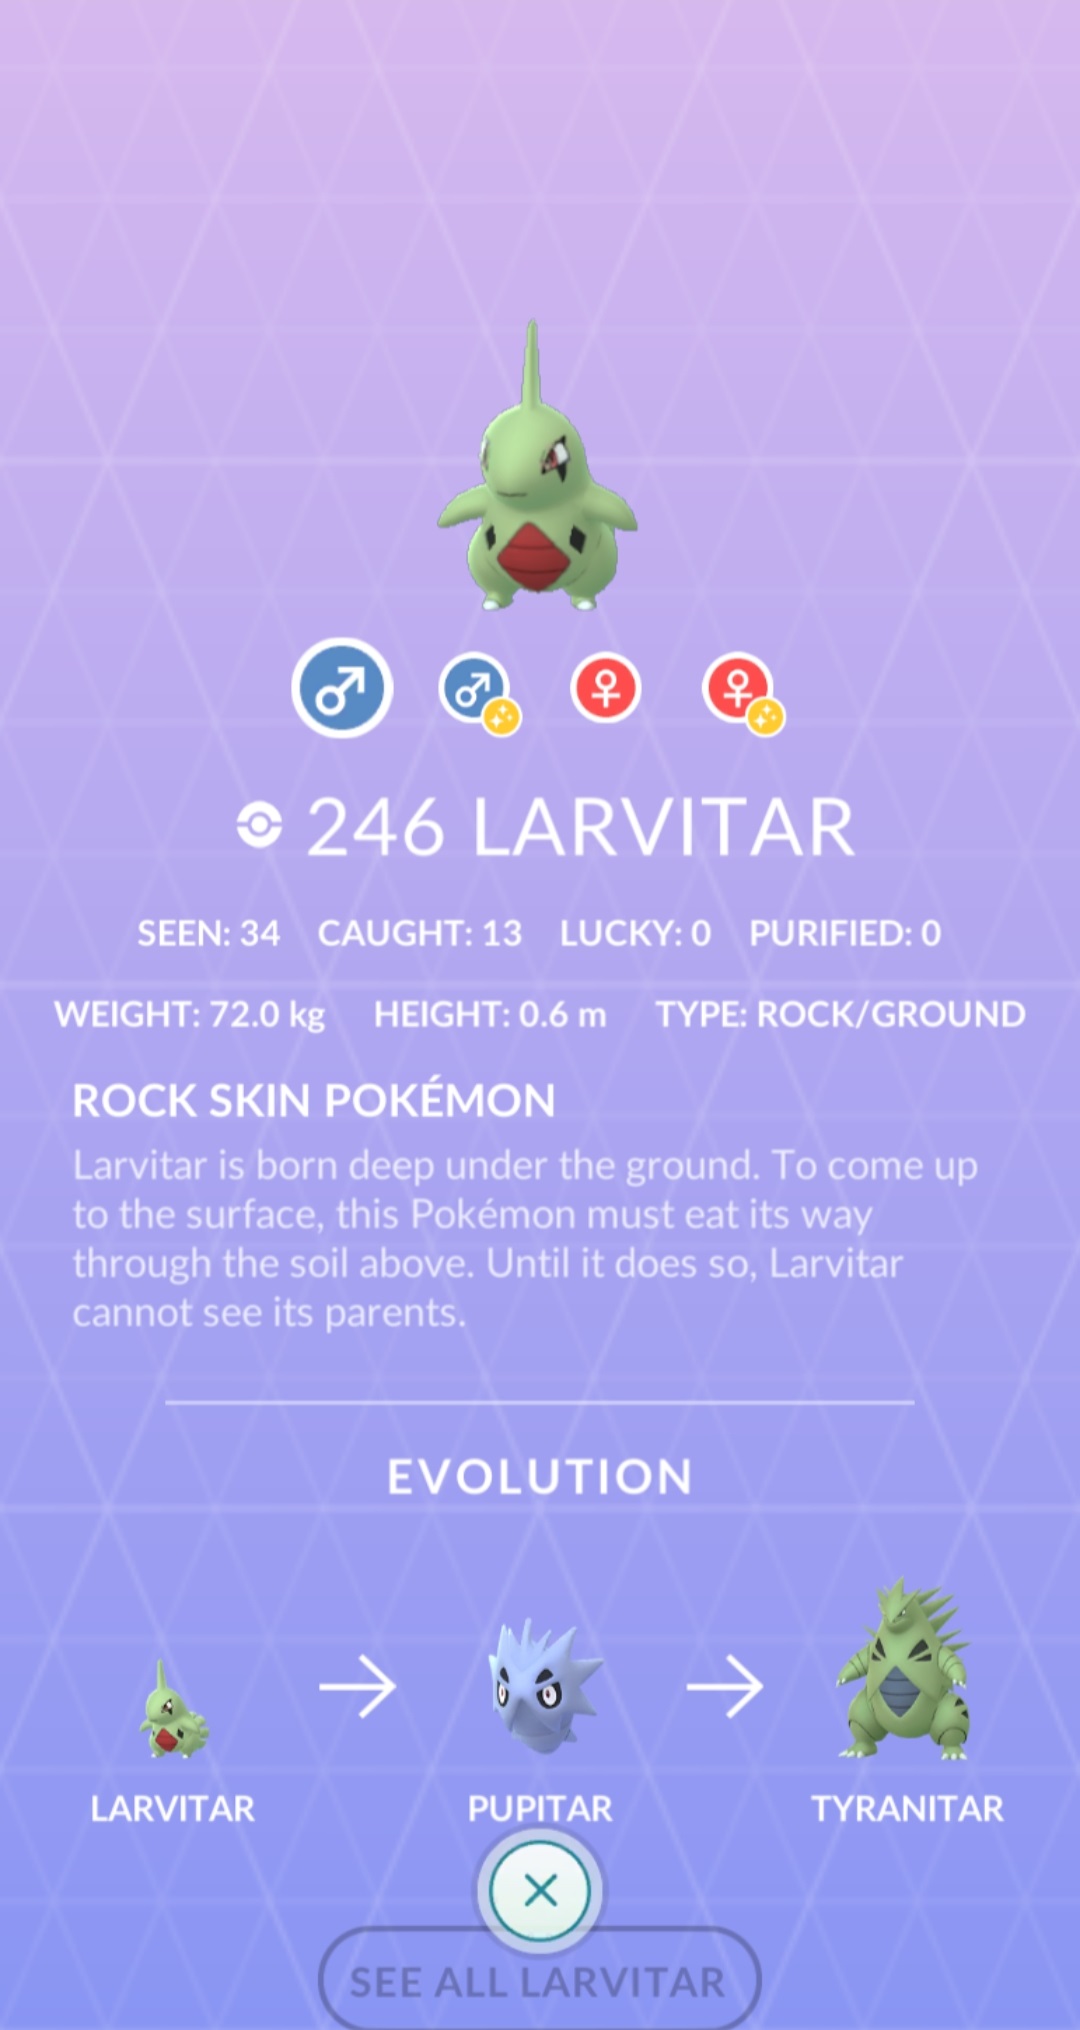 246 LARVITAR
SEEN: 34 CAUGHT: 13 LUCKY: 0 PURIFIED: 0
WEIGHT: 72.0 kg HEIGHT: 0.6 m TYPE: ROCK/GROUND
ROCK SKIN POKÉMON
Larvitar is born deep under the ground. To come up
to the surface, this Pokémon must eat its way
through the soil above. Until it does so, Larvitar
cannot see its parents.
EVOLUTION
LARVITAR PUPITAR TYRANITAR
SEE ALL LARVITAR